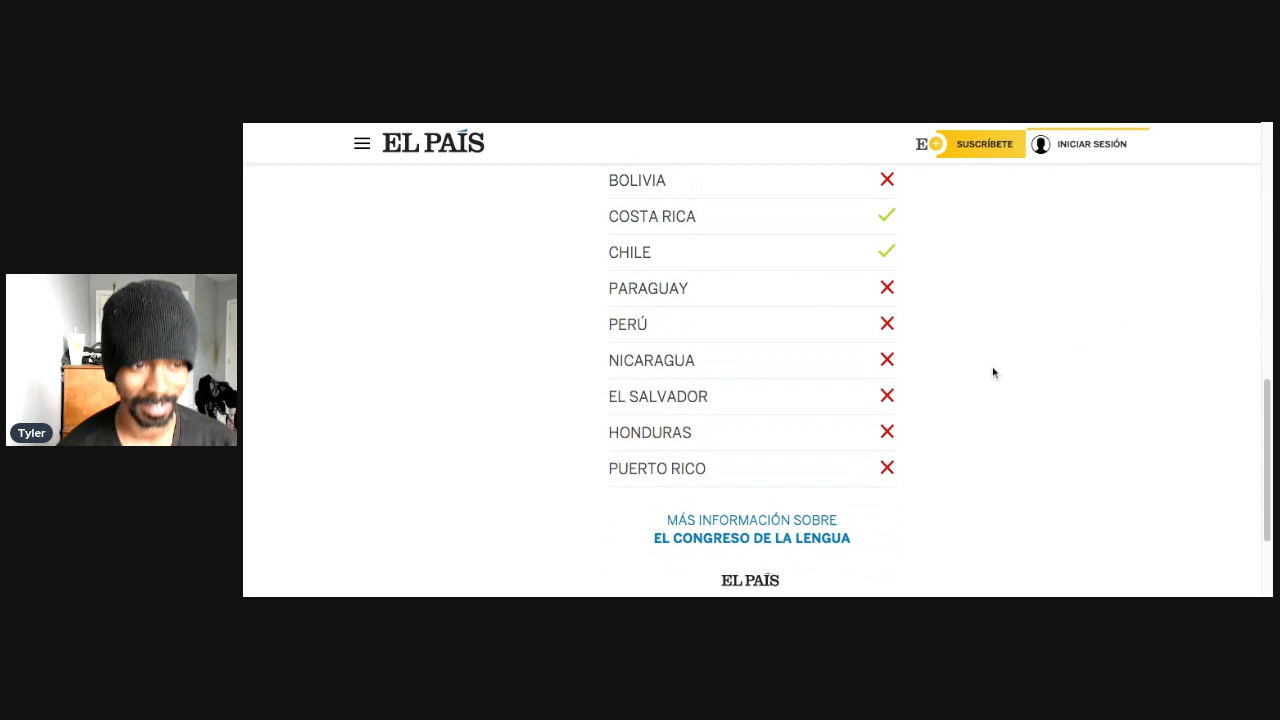 EL PAÍS
E+ SUSCRÍBETE INICIAR SESIÓN
BOLIVIA
COSTA RICA
CHILE
PARAGUAY
PERÚ
NICARAGUA
EL SALVADOR
HONDURAS
PUERTO RICO
MÁS INFORMACIÓN SOBRE
EL CONGRESO DE LA LENGUA
EL PAÍS
Tyler